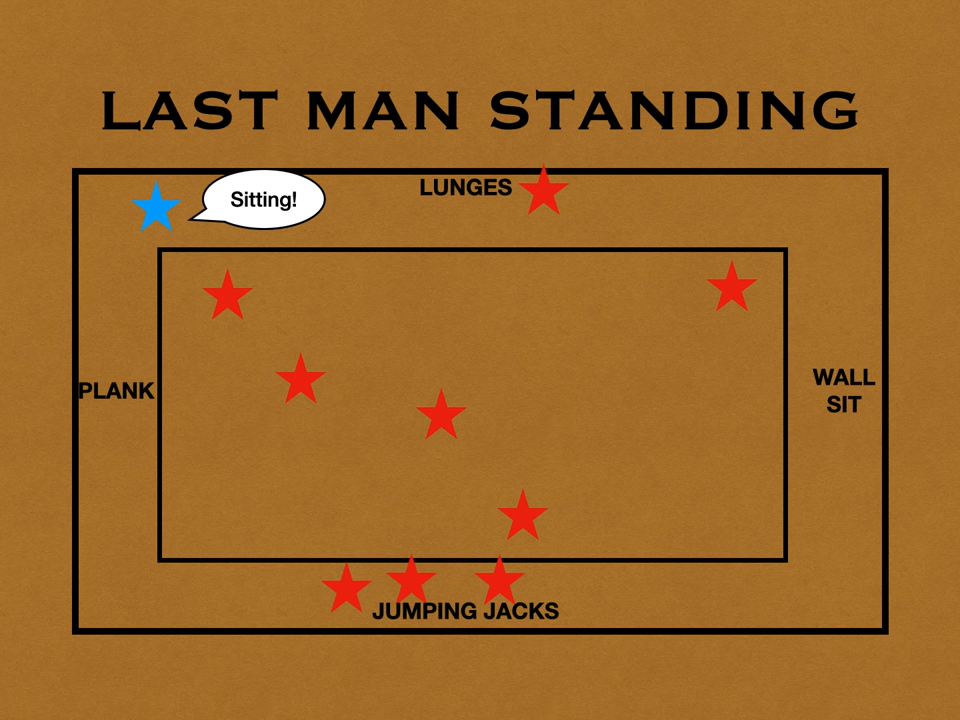 LAST MAN STANDING
Sitting!
LUNGES
PLANK
WALL
SIT
JUMPING JACKS